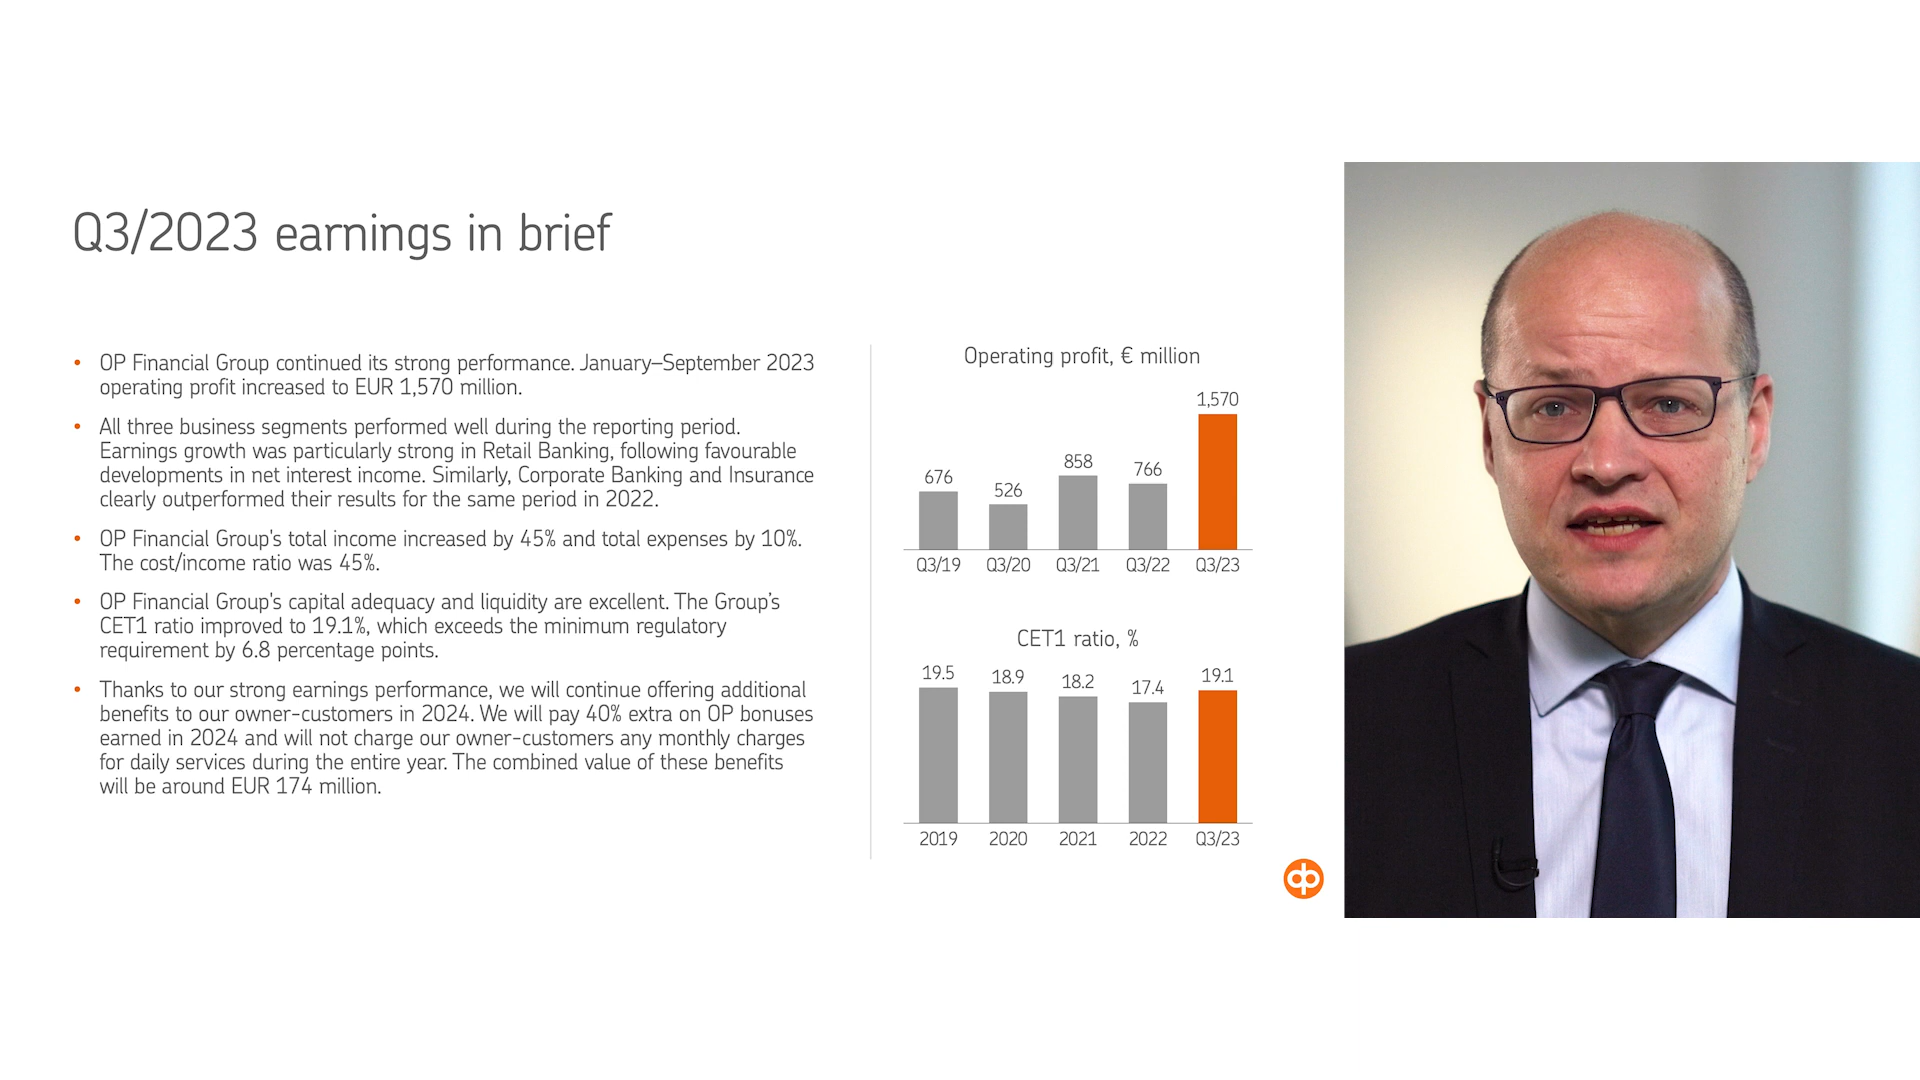 Q3/2023 earnings in brief
• OP Financial Group continued its strong performance. January–September 2023
operating profit increased to EUR 1,570 million.
• All three business segments performed well during the reporting period.
Earnings growth was particularly strong in Retail Banking, following favourable
developments in net interest income. Similarly, Corporate Banking and Insurance
clearly outperformed their results for the same period in 2022.
• OP Financial Group's total income increased by 45% and total expenses by 10%.
The cost/income ratio was 45%.
• OP Financial Group's capital adequacy and liquidity are excellent. The Group’s
CET1 ratio improved to 19.1%, which exceeds the minimum regulatory
requirement by 6.8 percentage points.
• Thanks to our strong earnings performance, we will continue offering additional
benefits to our owner-customers in 2024. We will pay 40% extra on OP bonuses
earned in 2024 and will not charge our owner-customers any monthly charges
for daily services during the entire year. The combined value of these benefits
will be around EUR 174 million.
Operating profit, € million
676 526 858 766 1,570
Q3/19 Q3/20 Q3/21 Q3/22 Q3/23
CET1 ratio, %
19.5 18.9 18.2 17.4 19.1
2019 2020 2021 2022 Q3/23